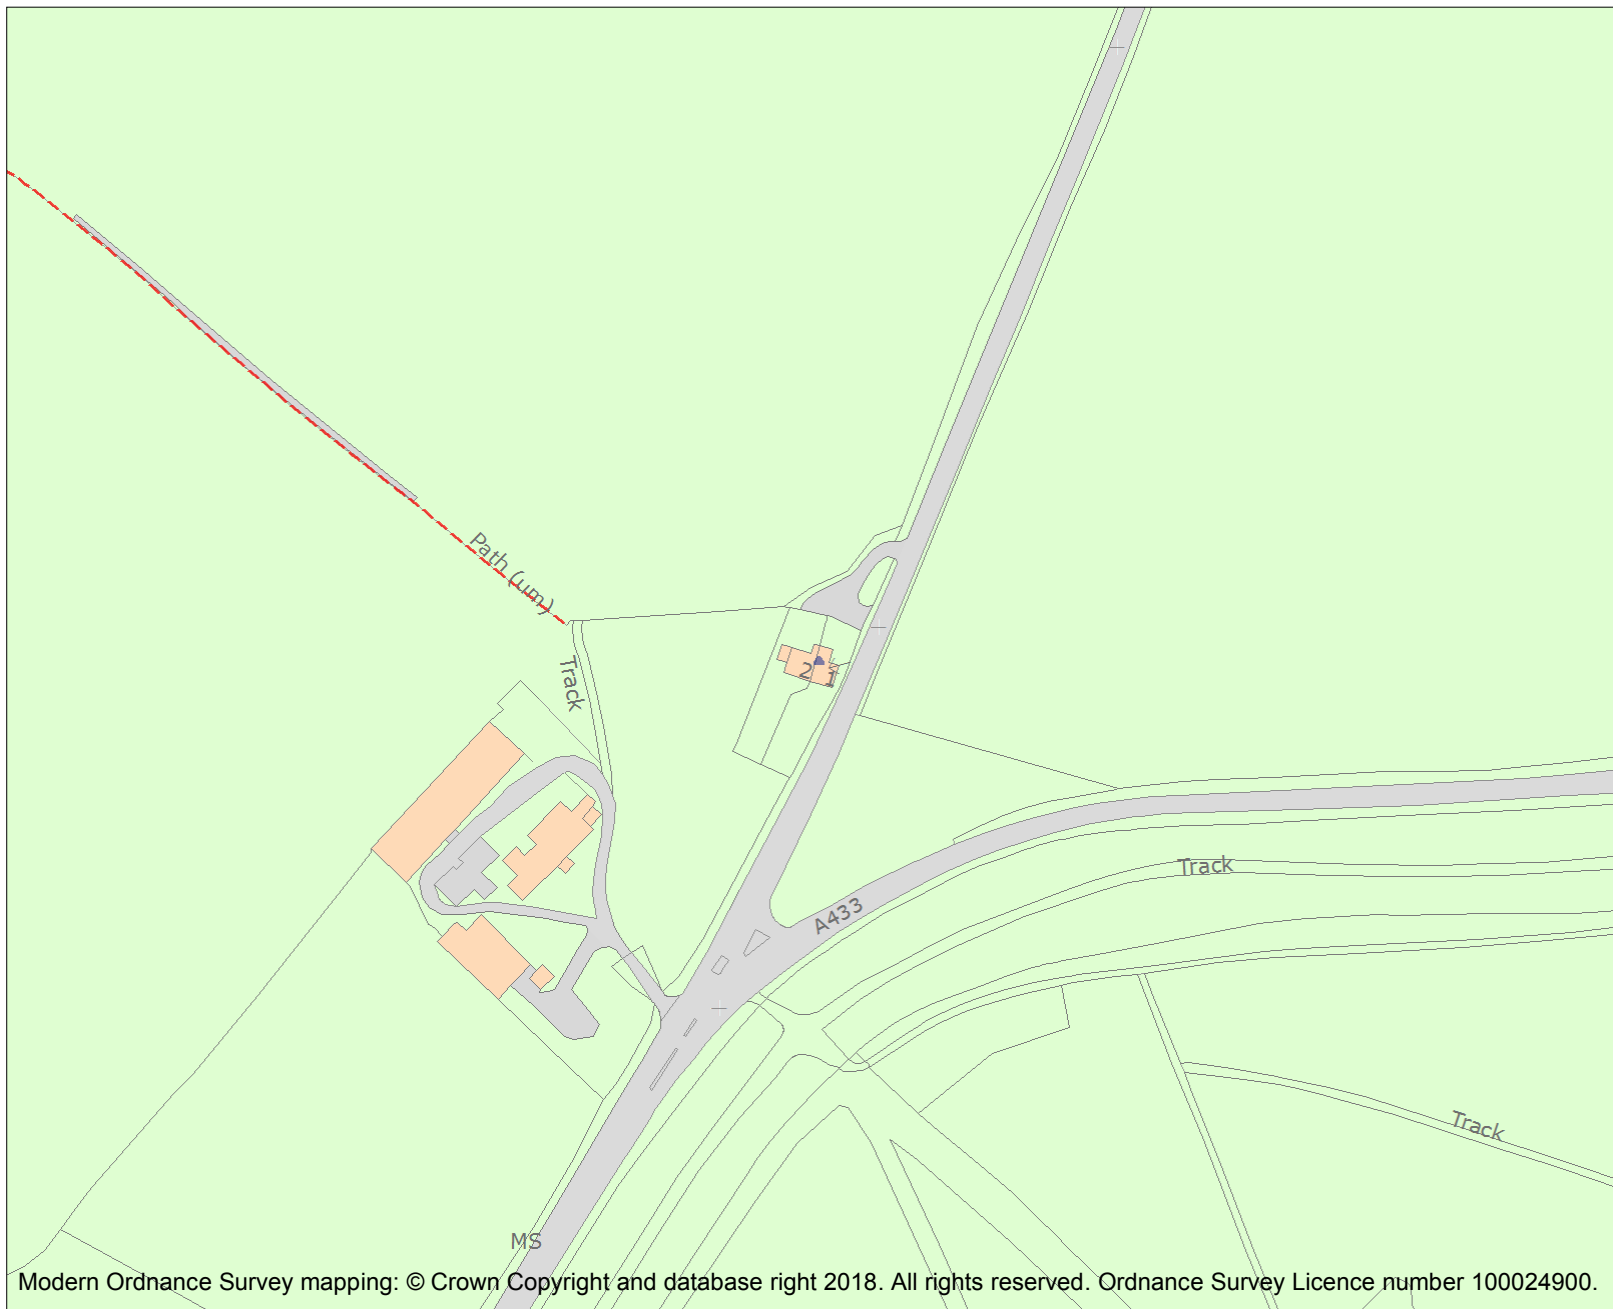 Path (um)
Track
2
1
Track
A433
Track
MS
Modern Ordnance Survey mapping: © Crown Copyright and database right 2018. All rights reserved. Ordnance Survey Licence number 100024900.